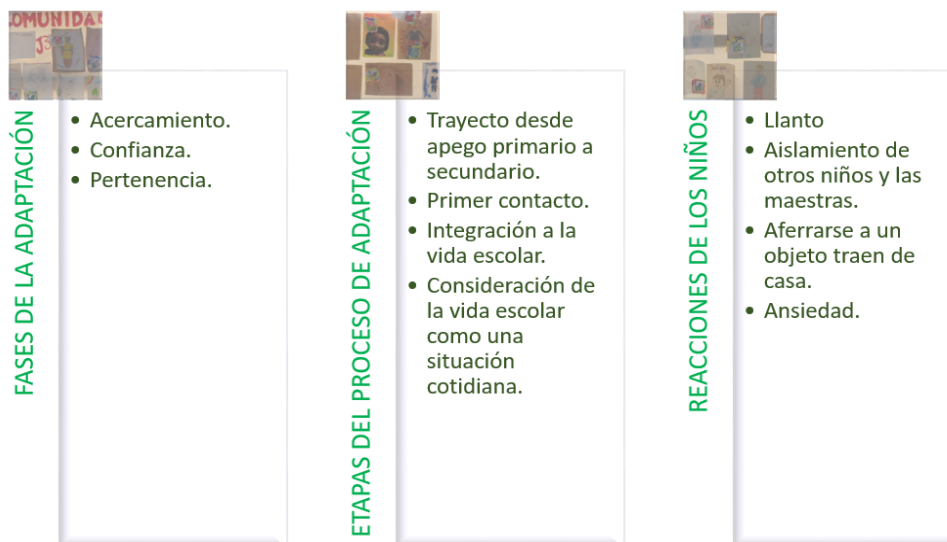 COMUNIDAD
FASES DE LA ADAPTACIÓN
• Acercamiento.
• Confianza.
• Pertenencia.
ETAPAS DEL PROCESO DE ADAPTACIÓN
• Trayecto desde
apego primario a
secundario.
• Primer contacto.
• Integración a la
vida escolar.
• Consideración de
la vida escolar
como una
situación
cotidiana.
REACCIONES DE LOS NIÑOS
• Llanto
• Aislamiento de
otros niños y las
maestras.
• Aferrarse a un
objeto traen de
casa.
• Ansiedad.